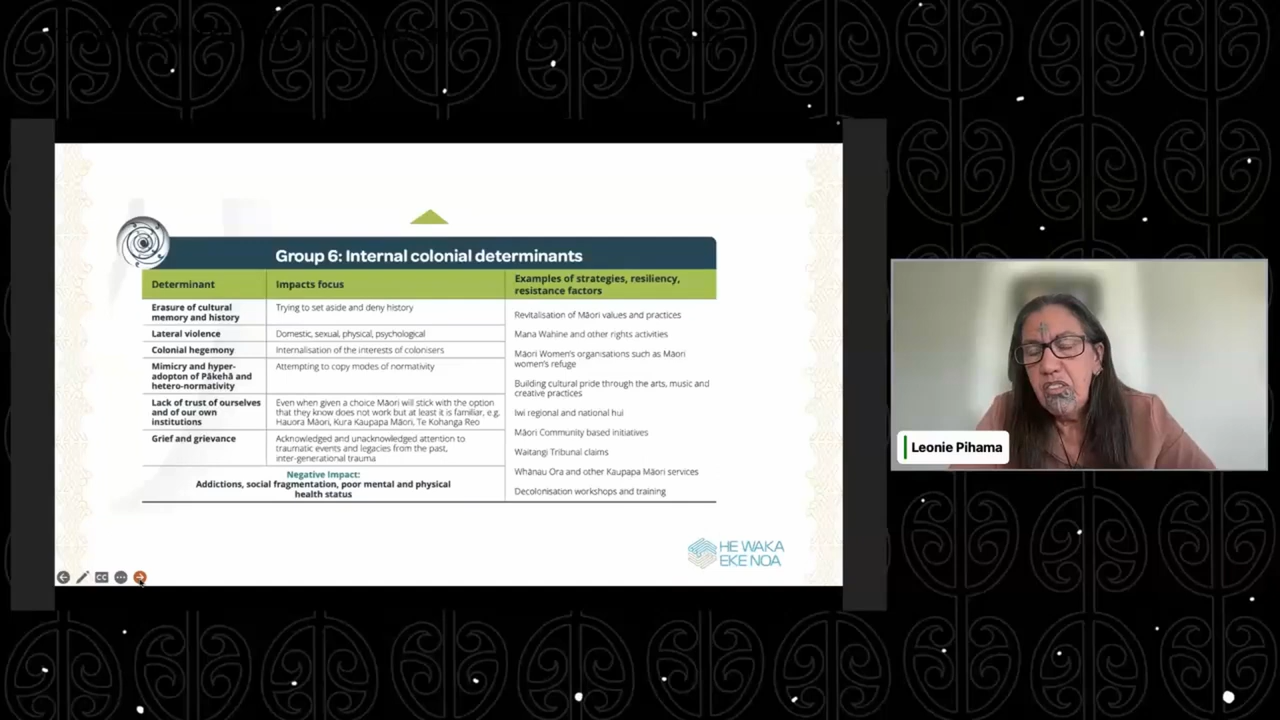 Group 6: Internal colonial determinants
Determinant
Impacts focus
Examples of strategies, resiliency,
resistance factors
Erasure of cultural
memory and history
Trying to set aside and deny history
Lateral violence
Domestic, sexual, physical, psychological
Colonial hegemony
Internalisation of the interests of colonisers
Mimicry and hyper-
adopton of Pākehā and
hetero-normativity
Attempting to copy modes of normativity
Lack of trust of ourselves
and of our own
institutions
Even when given a choice Māori will stick with the option
that they know does not work but at least it is familiar, e.g.
Hauora Māori, Kura Kaupapa Māori, Te Kohanga Reo
Grief and grievance
Acknowledged and unacknowledged attention to
traumatic events and legacies from the past,
inter-generational trauma
Negative Impact:
Addictions, social fragmentation, poor mental and physical
health status
Revitalisation of Māori values and practices
Mana Wahine and other rights activities
Māori Women's organisations such as Māori
women's refuge
Building cultural pride through the arts, music and
creative practices
Iwi regional and national hui
Māori Community based initiatives
Waitangi Tribunal claims
Whānau Ora and other Kaupapa Māori services
Decolonisation workshops and training
HE WAKA
EKE NOA
CC
Leonie Pihama